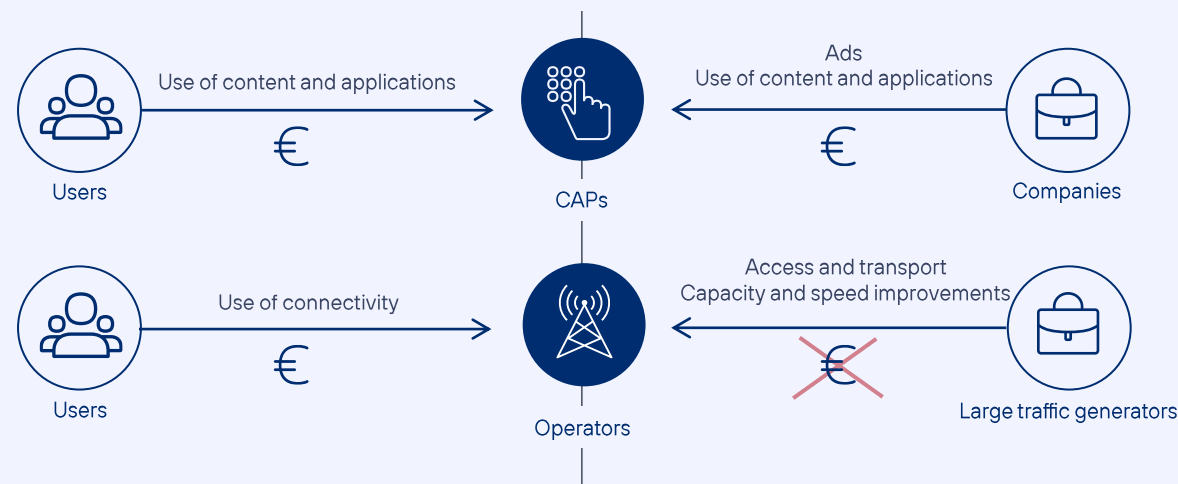 Ads
Use of content and applications
Use of content and applications
€
€
Users
CAPs
Companies
Access and transport
Use of connectivity
Capacity and speed improvements
€
€
Users
Operators
Large traffic generators